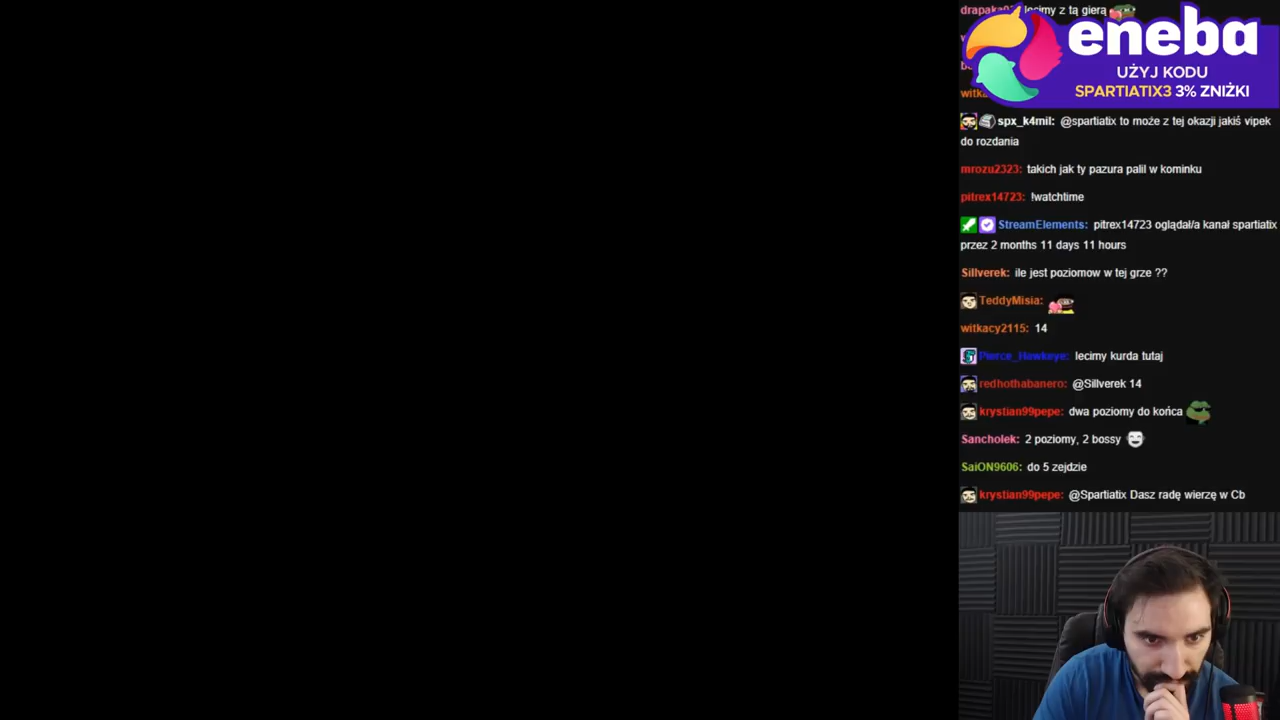 drapaka
lecimy z tą gierą
eneba
UŻYJ KODU
SPARTIATIX3 3% ZNIŻKI
witka
spx_k4mil: @spartiatix to może z tej okazji jakiś vipek
do rozdania
mrozu2323: takich jak ty pazura palil w kominku
pitrex14723: !watchtime
StreamElements: pitrex14723 oglądał/a kanał spartiatix
przez 2 months 11 days 11 hours
Sillverek: ile jest poziomow w tej grze ??
TeddyMisia:
witkacy2115: 14
Pierce_Hawkeye: lecimy kurda tutaj
redhothabanero: @Sillverek 14
krystian99pepe: dwa poziomy do końca
Sancholek: 2 poziomy, 2 bossy
SaiON9606: do 5 zejdzie
krystian99pepe: @Spartiatix Dasz radę wierzę w Cb